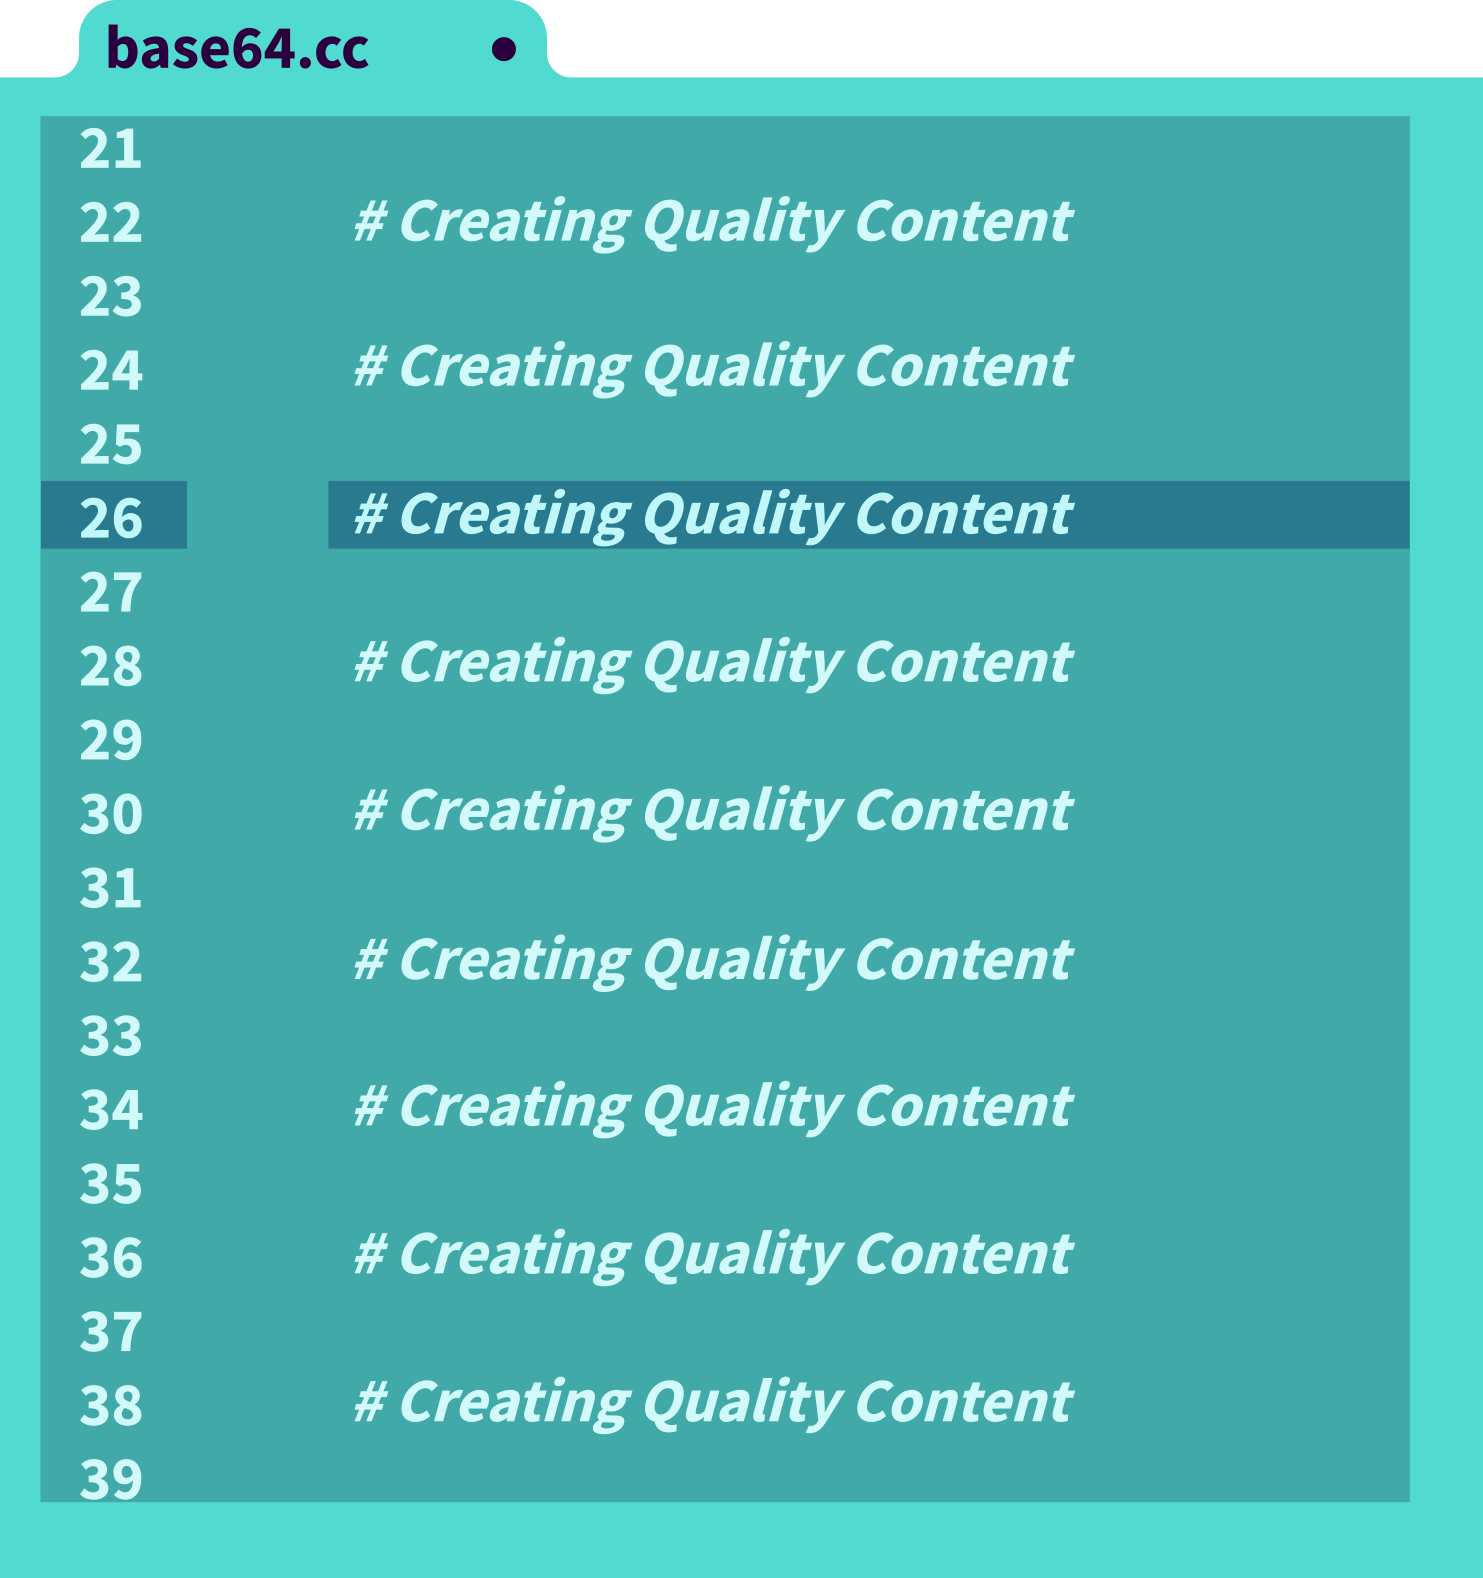 base64.cc
21
22 # Creating Quality Content
23
24 # Creating Quality Content
25
26 # Creating Quality Content
27
28 # Creating Quality Content
29
30 # Creating Quality Content
31
32 # Creating Quality Content
33
34 # Creating Quality Content
35
36 # Creating Quality Content
37
38 # Creating Quality Content
39